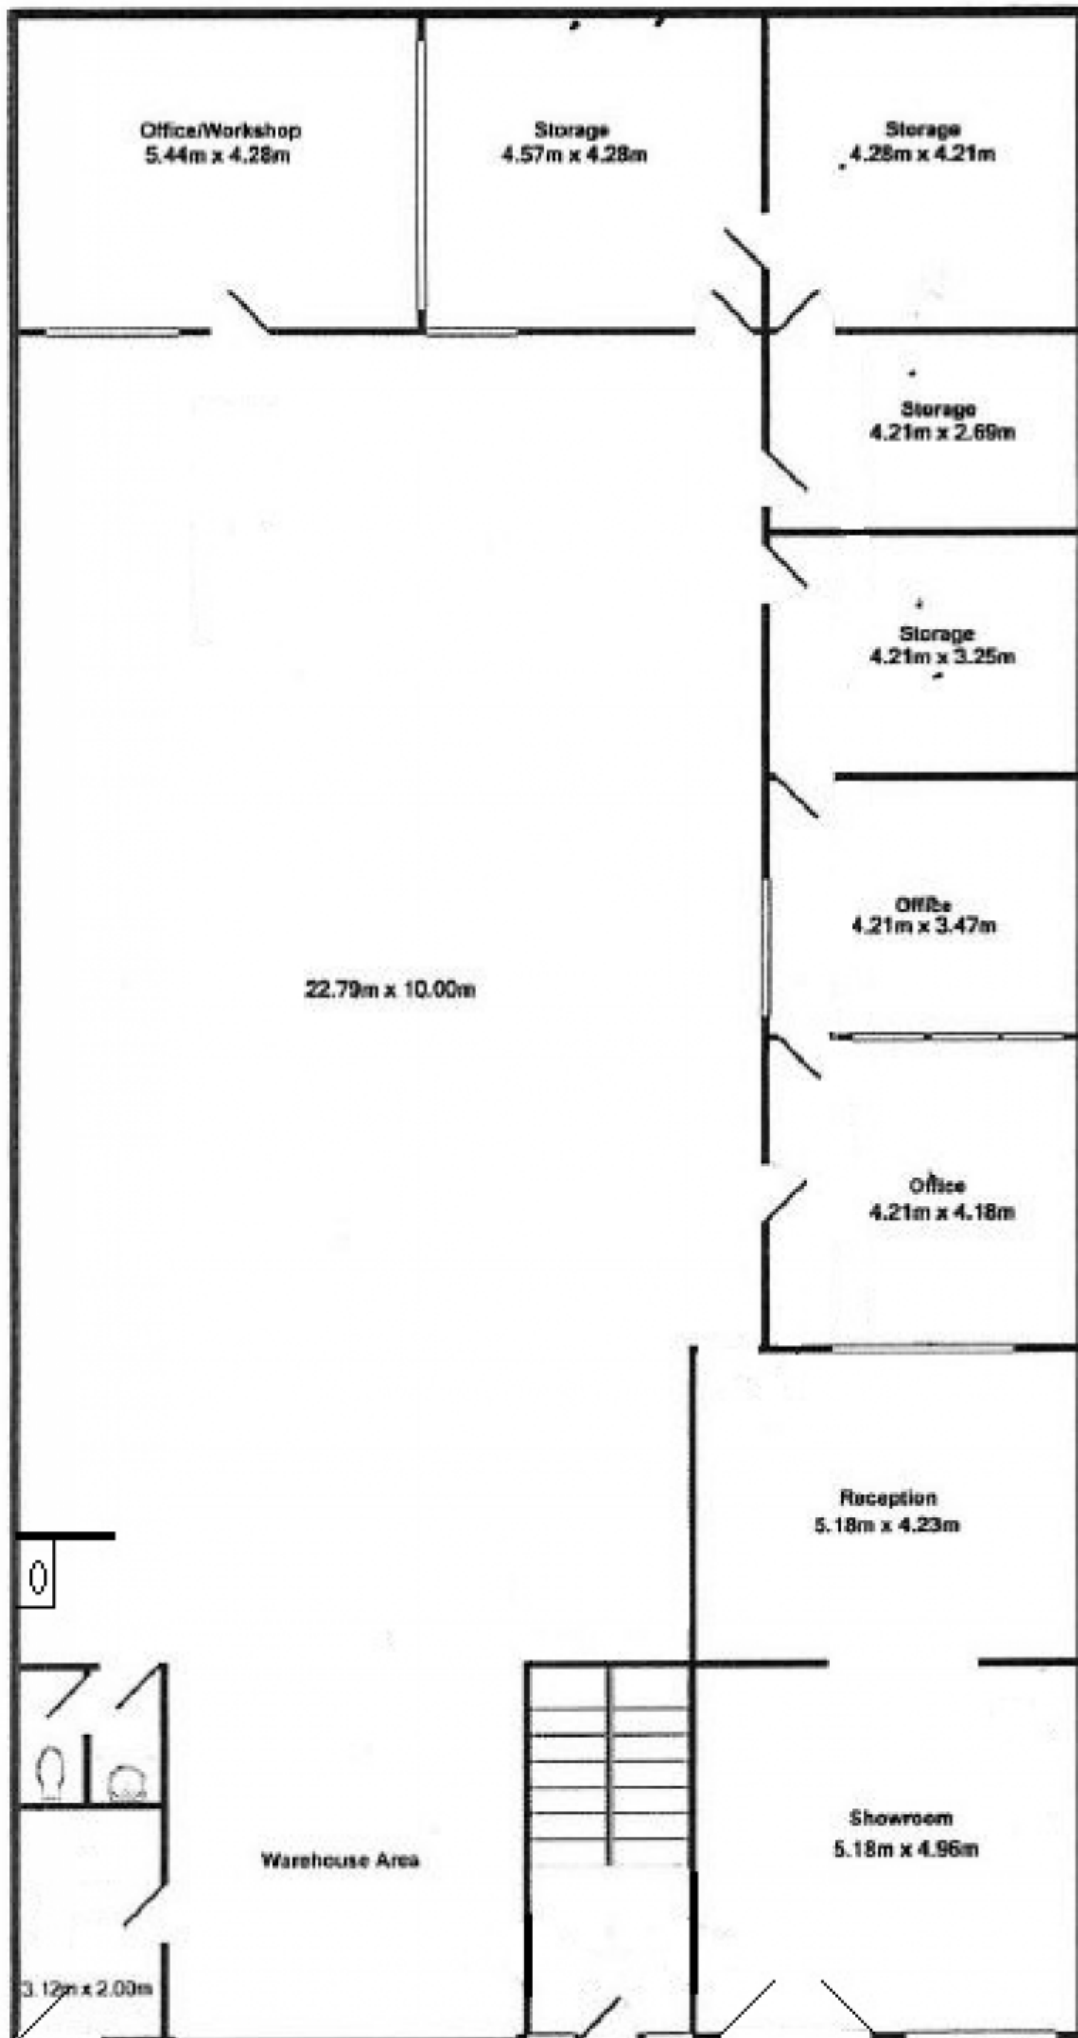 Office/Workshop
5.44m x 4.28m
Storage
4.57m x 4.28m
Storage
4.28m x 4.21m
Storage
4.21m x 2.69m
Storage
4.21m x 3.25m
Office
4.21m x 3.47m
22.79m x 10.00m
Office
4.21m x 4.18m
Reception
5.18m x 4.23m
Showroom
5.18m x 4.96m
Warehouse Area
3.12m x 2.00m